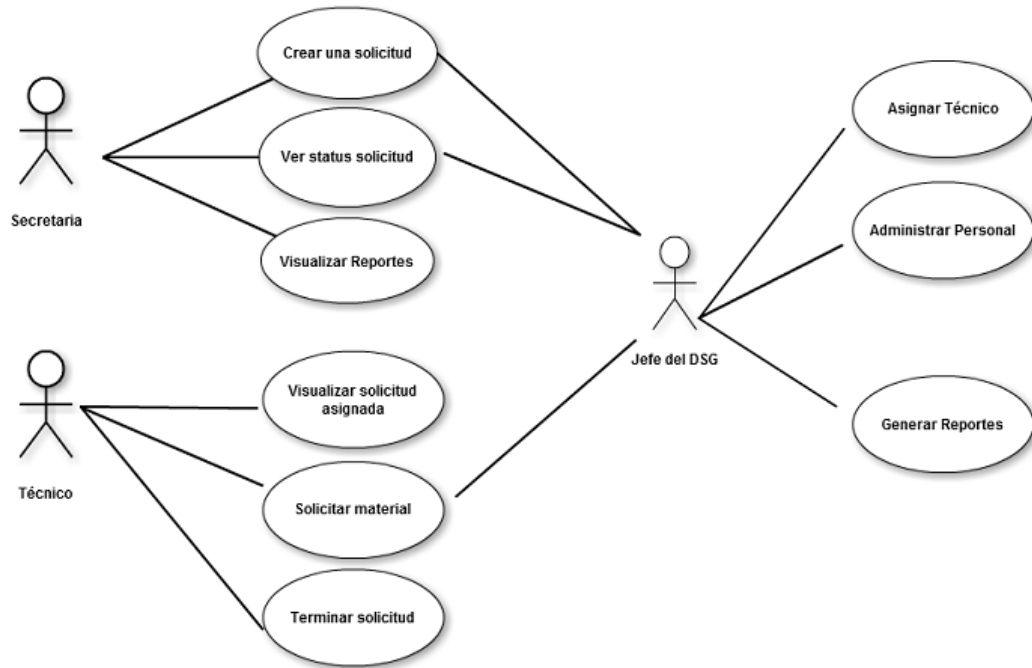 Crear una solicitud
Ver status solicitud
Secretaria
Visualizar Reportes
Asignar Técnico
Administrar Personal
Jefe del DSG
Generar Reportes
Visualizar solicitud
asignada
Técnico
Solicitar material
Terminar solicitud